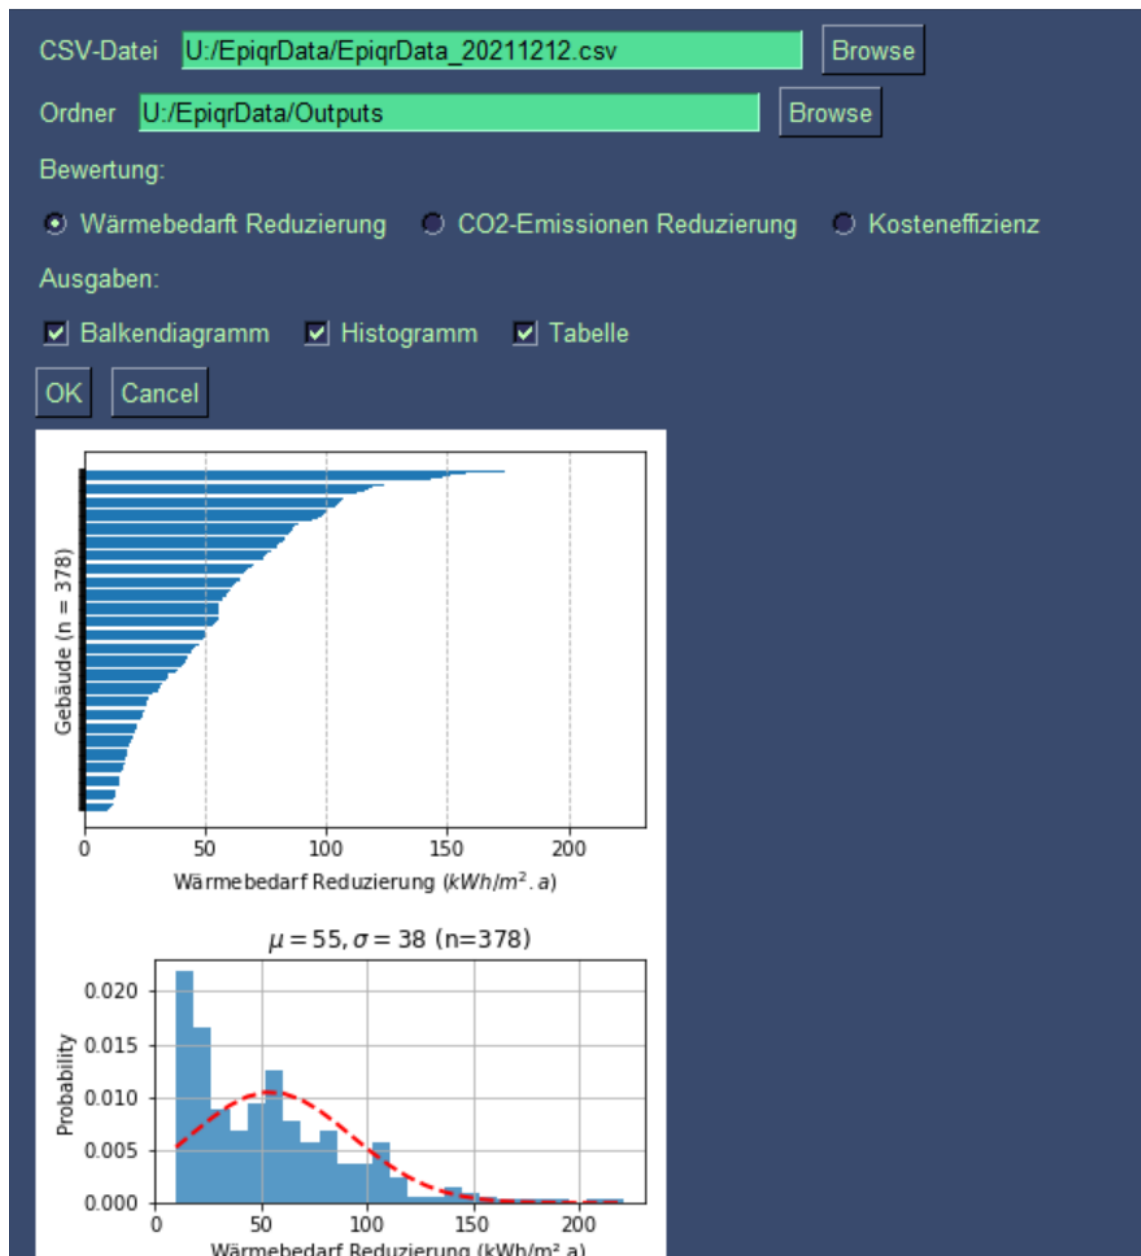 CSV-Datei U:/EpiqrData/EpiqrData_20211212.csv Browse
Ordner U:/EpiqrData/Outputs Browse
Bewertung:
Wärmebedarft Reduzierung CO2-Emissionen Reduzierung Kosteneffizienz
Ausgaben:
Balkendiagramm Histogramm Tabelle
OK Cancel
Gebäude (n = 378)
0 50 100 150 200
Wärmebedarf Reduzierung (kWh/m². a)
μ = 55, σ = 38 (n=378)
Probability
0.020
0.015
0.010
0.005
0.000
0 50 100 150 200
Wärmebedarf Reduzierung (kWh/m² a)